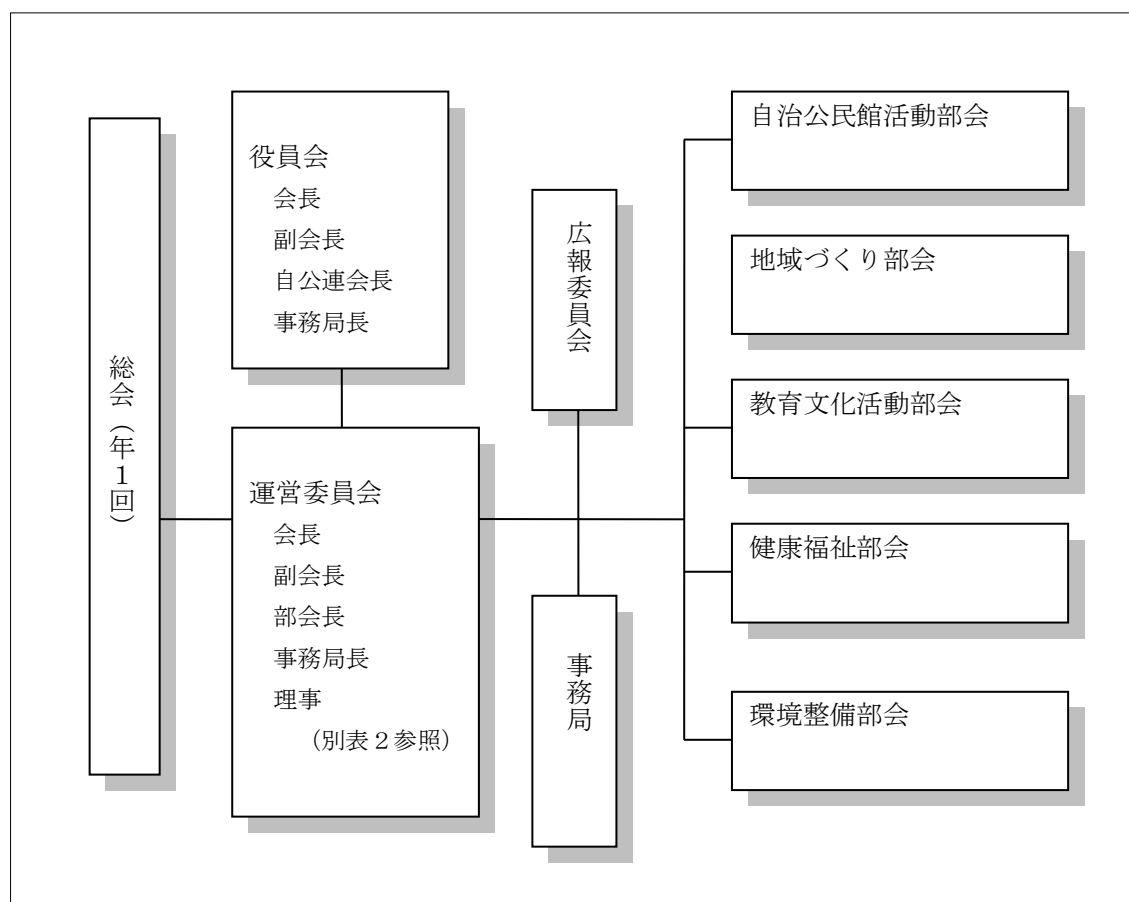 総会（年１回）
役員会
会長
副会長
自公連会長
事務局長
運営委員会
会長
副会長
部会長
事務局長
理事
（別表２参照）
広報委員会
事務局
自治公民館活動部会
地域づくり部会
教育文化活動部会
健康福祉部会
環境整備部会